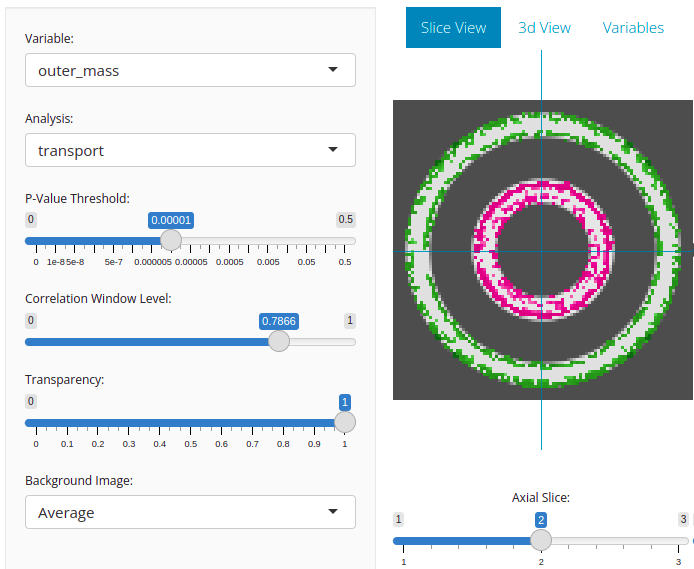 Slice View 3d View Variables
Variable:
outer_mass
Analysis:
transport
P-Value Threshold:
0 0.00001 0.5
0 1e-8 5e-8 5e-7 0.000005 0.00005 0.0005 0.005 0.05 0.5
Correlation Window Level:
0 0.7866 1
Transparency:
0 1
0 0.1 0.2 0.3 0.4 0.5 0.6 0.7 0.8 0.9 1
Background Image:
Average
Axial Slice:
1 2 3
1 2 3